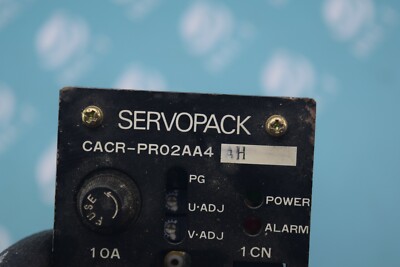 SERVOPACK
CACR-PR02AA4 AH
PG
U·ADJ POWER
FUSE
V·ADJ ALARM
10A 1CN